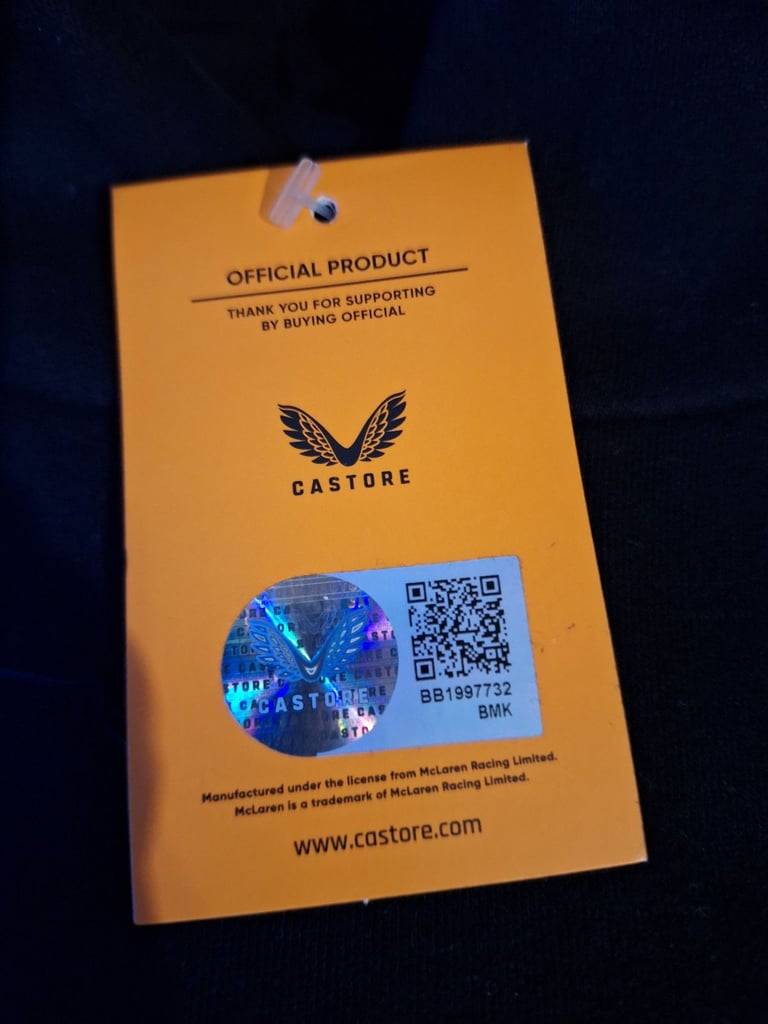 OFFICIAL PRODUCT
THANK YOU FOR SUPPORTING
BY BUYING OFFICIAL
CASTORE
CASTORE
BB1997732
BMK
Manufactured under the license from McLaren Racing Limited.
McLaren is a trademark of McLaren Racing Limited.
www.castore.com